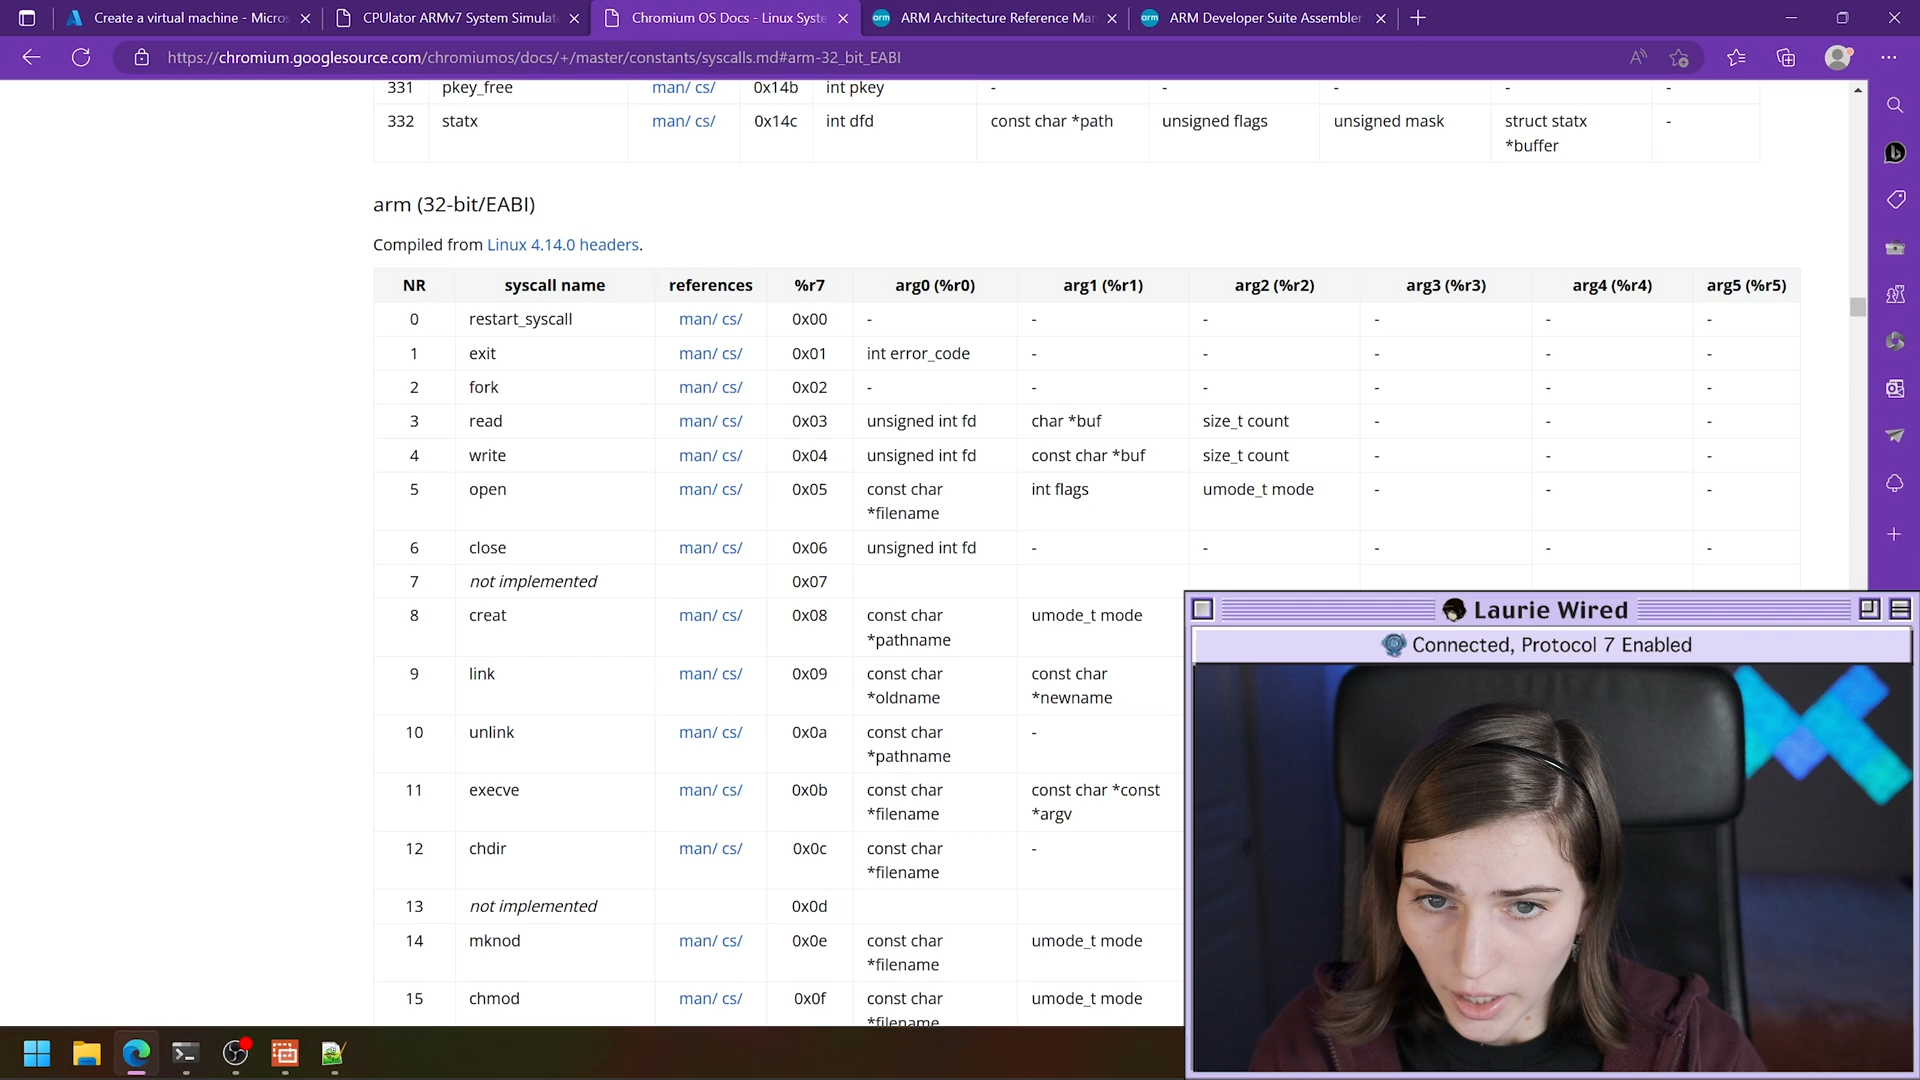 Create a virtual machine - Micros
CPUlator ARMv7 System Simulat
Chromium OS Docs - Linux Syste
ARM Architecture Reference Man
ARM Developer Suite Assembler
https://chromium.googlesource.com/chromiumos/docs/+/master/constants/syscalls.md#arm-32_bit_EABI
331 pkey_free man/ cs/ 0x14b int pkey - - - - -
332 statx man/ cs/ 0x14c int dfd const char *path unsigned flags unsigned mask struct statx -
*buffer
arm (32-bit/EABI)
Compiled from Linux 4.14.0 headers.
NR syscall name references %r7 arg0 (%r0) arg1 (%r1) arg2 (%r2) arg3 (%r3) arg4 (%r4) arg5 (%r5)
0 restart_syscall man/ cs/ 0x00 - - - - - -
1 exit man/ cs/ 0x01 int error_code - - - - -
2 fork man/ cs/ 0x02 - - - - - -
3 read man/ cs/ 0x03 unsigned int fd char *buf size_t count - - -
4 write man/ cs/ 0x04 unsigned int fd const char *buf size_t count - - -
5 open man/ cs/ 0x05 const char int flags umode_t mode - - -
*filename
6 close man/ cs/ 0x06 unsigned int fd - - - - -
7 not implemented 0x07
8 creat man/ cs/ 0x08 const char umode_t mode
*pathname
9 link man/ cs/ 0x09 const char const char
*oldname *newname
10 unlink man/ cs/ 0x0a const char -
*pathname
11 execve man/ cs/ 0x0b const char const char *const
*filename *argv
12 chdir man/ cs/ 0x0c const char -
*filename
13 not implemented 0x0d
14 mknod man/ cs/ 0x0e const char umode_t mode
*filename
15 chmod man/ cs/ 0x0f const char umode_t mode
*filename
Laurie Wired
Connected, Protocol 7 Enabled